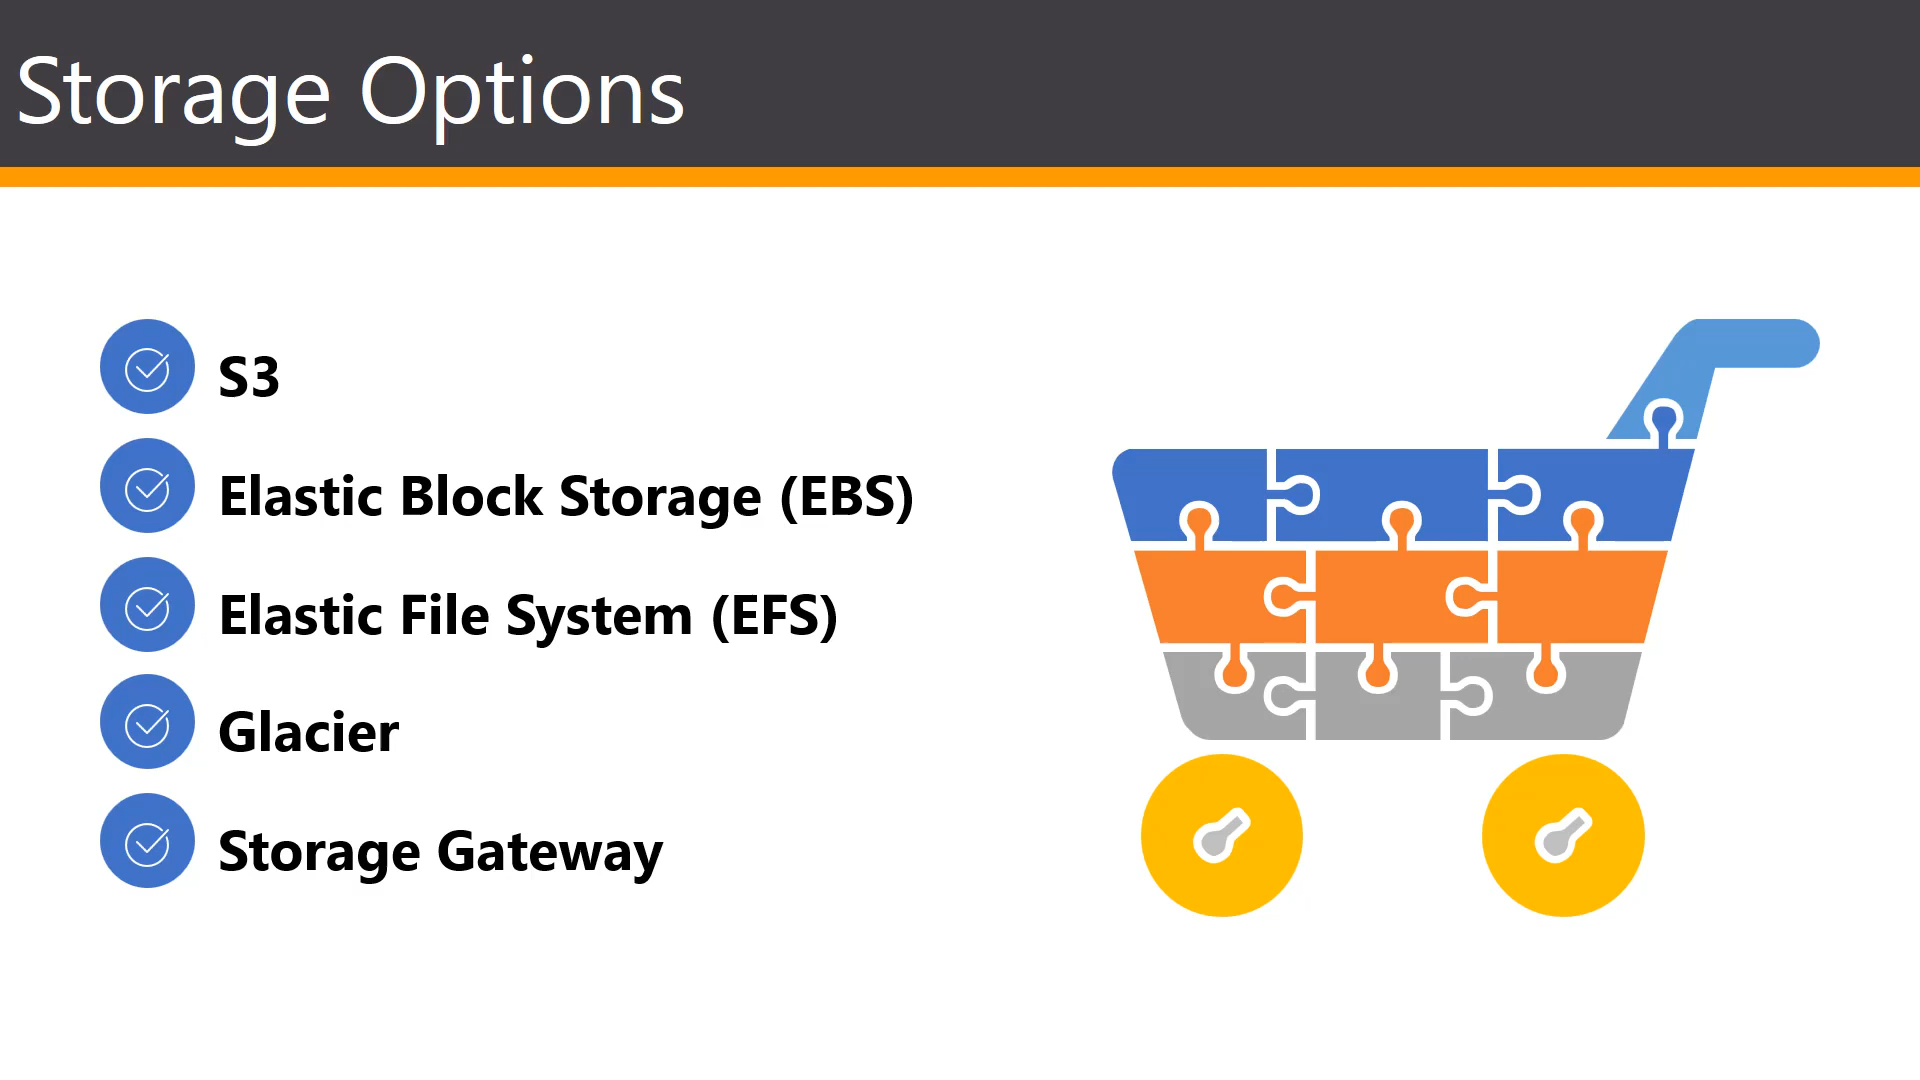 Storage Options
S3
Elastic Block Storage (EBS)
Elastic File System (EFS)
Glacier
Storage Gateway